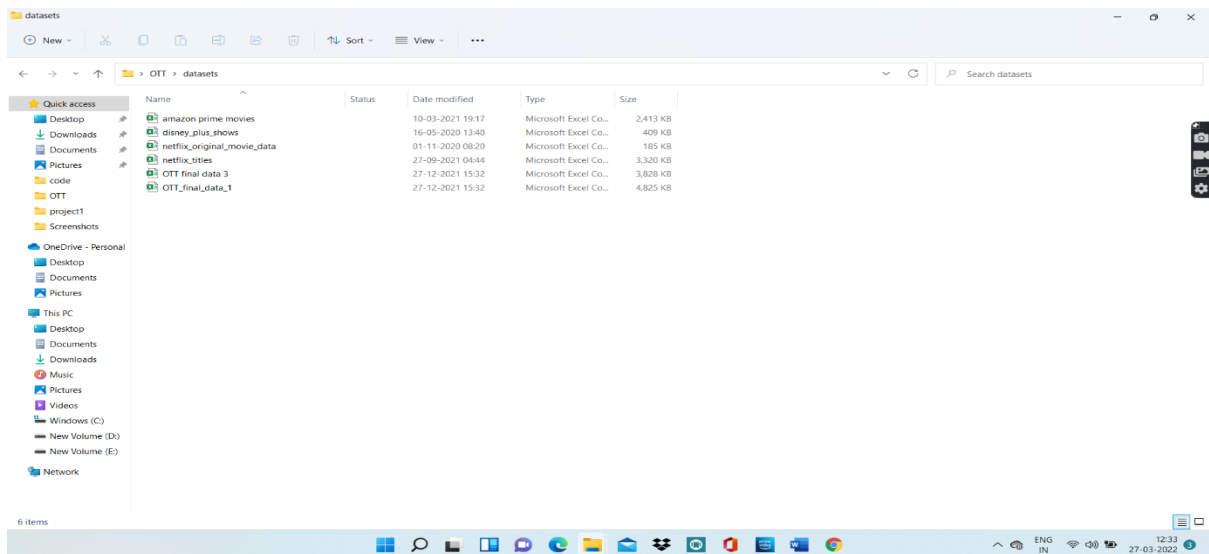 datasets
New
Sort
View
OTT > datasets
Search datasets
Name Status Date modified Type Size
Quick access
Desktop
Downloads
Documents
Pictures
code
OTT
project1
Screenshots
OneDrive - Personal
Desktop
Documents
Pictures
This PC
Desktop
Documents
Downloads
Music
Pictures
Videos
Windows (C:)
New Volume (D:)
New Volume (E:)
Network
amazon prime movies 10-03-2021 19:17 Microsoft Excel Co... 2,413 KB
disney_plus_shows 16-05-2020 13:40 Microsoft Excel Co... 409 KB
netflix_original_movie_data 01-11-2020 08:20 Microsoft Excel Co... 185 KB
netflix_titles 27-09-2021 04:44 Microsoft Excel Co... 3,320 KB
OTT final data 3 27-12-2021 15:32 Microsoft Excel Co... 3,828 KB
OTT_final_data_1 27-12-2021 15:32 Microsoft Excel Co... 4,825 KB
6 items
ENG
IN
12:33
27-03-2022
3